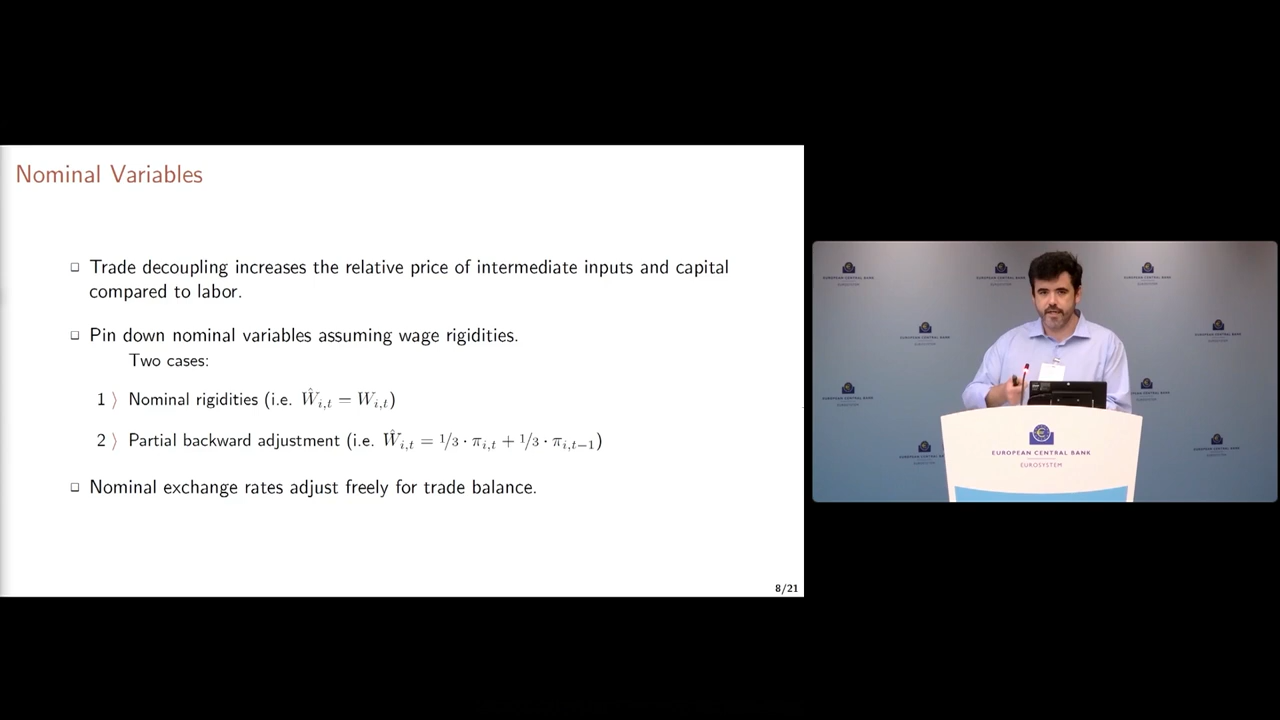 Nominal Variables
□ Trade decoupling increases the relative price of intermediate inputs and capital
compared to labor.
□ Pin down nominal variables assuming wage rigidities.
Two cases:
1 ⟩ Nominal rigidities (i.e. Ŵ_{i,t} = W_{i,t})
2 ⟩ Partial backward adjustment (i.e. Ŵ_{i,t} = 1/3 · π_{i,t} + 1/3 · π_{i,t−1})
□ Nominal exchange rates adjust freely for trade balance.
8/21
EUROPEAN CENTRAL BANK
EUROSYSTEM